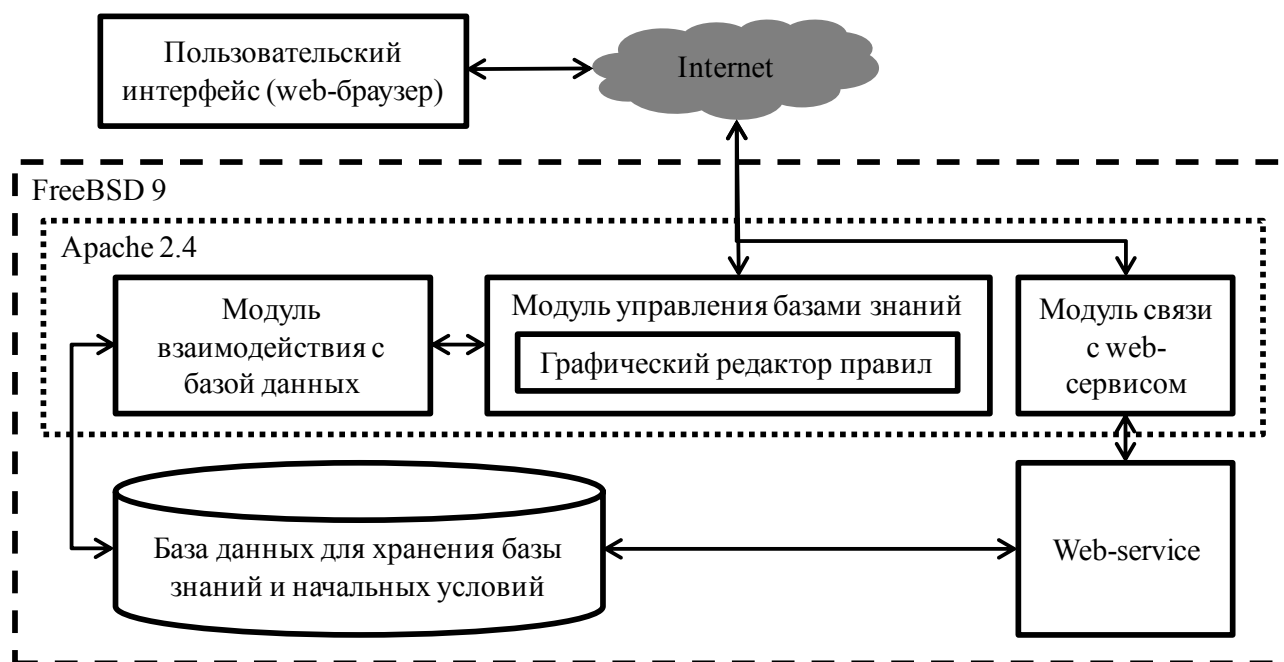 Пользовательский
интерфейс (web-браузер)
Internet
FreeBSD 9
Apache 2.4
Модуль
взаимодействия с
базой данных
Модуль управления базами знаний
Графический редактор правил
Модуль связи
с web-
сервисом
База данных для хранения базы
знаний и начальных условий
Web-service